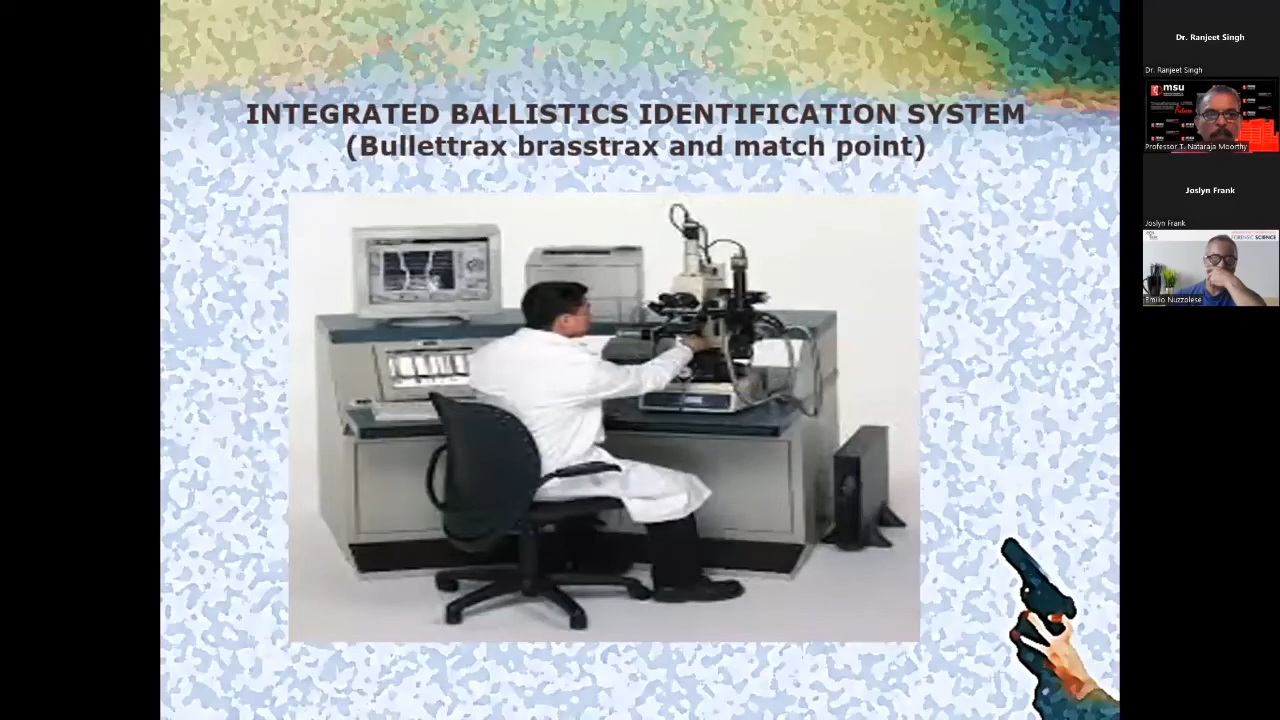 INTEGRATED BALLISTICS IDENTIFICATION SYSTEM
(Bullettrax brasstrax and match point)
Dr. Ranjeet Singh
Dr. Ranjeet Singh
msu
Professor T. Nataraja Moorthy
Joslyn Frank
Joslyn Frank
FORENSIC SCIENCE
Emilio Nuzzolese